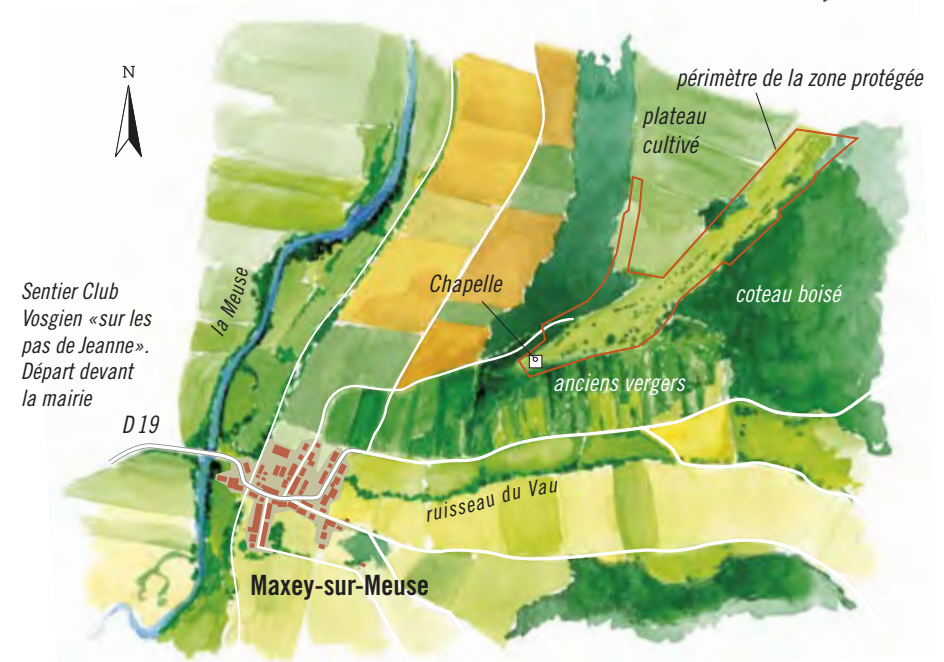 N
périmètre de la zone protégée
plateau
cultivé
la Meuse
Chapelle
Sentier Club
Vosgien «sur les
pas de Jeanne».
Départ devant
la mairie
coteau boisé
anciens vergers
D 19
ruisseau du Vau
Maxey-sur-Meuse